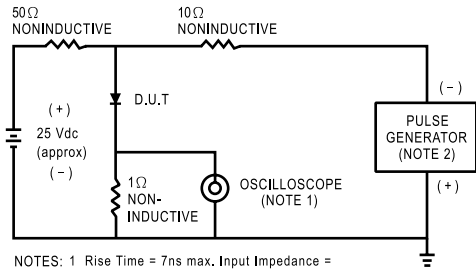 50Ω
NONINDUCTIVE
10Ω
NONINDUCTIVE
(+)
25 Vdc
(approx)
(−)
D.U.T
1Ω
NON-
INDUCTIVE
OSCILLOSCOPE
(NOTE 1)
(−)
PULSE
GENERATOR
(NOTE 2)
(+)
NOTES: 1 Rise Time = 7ns max. Input Impedance =